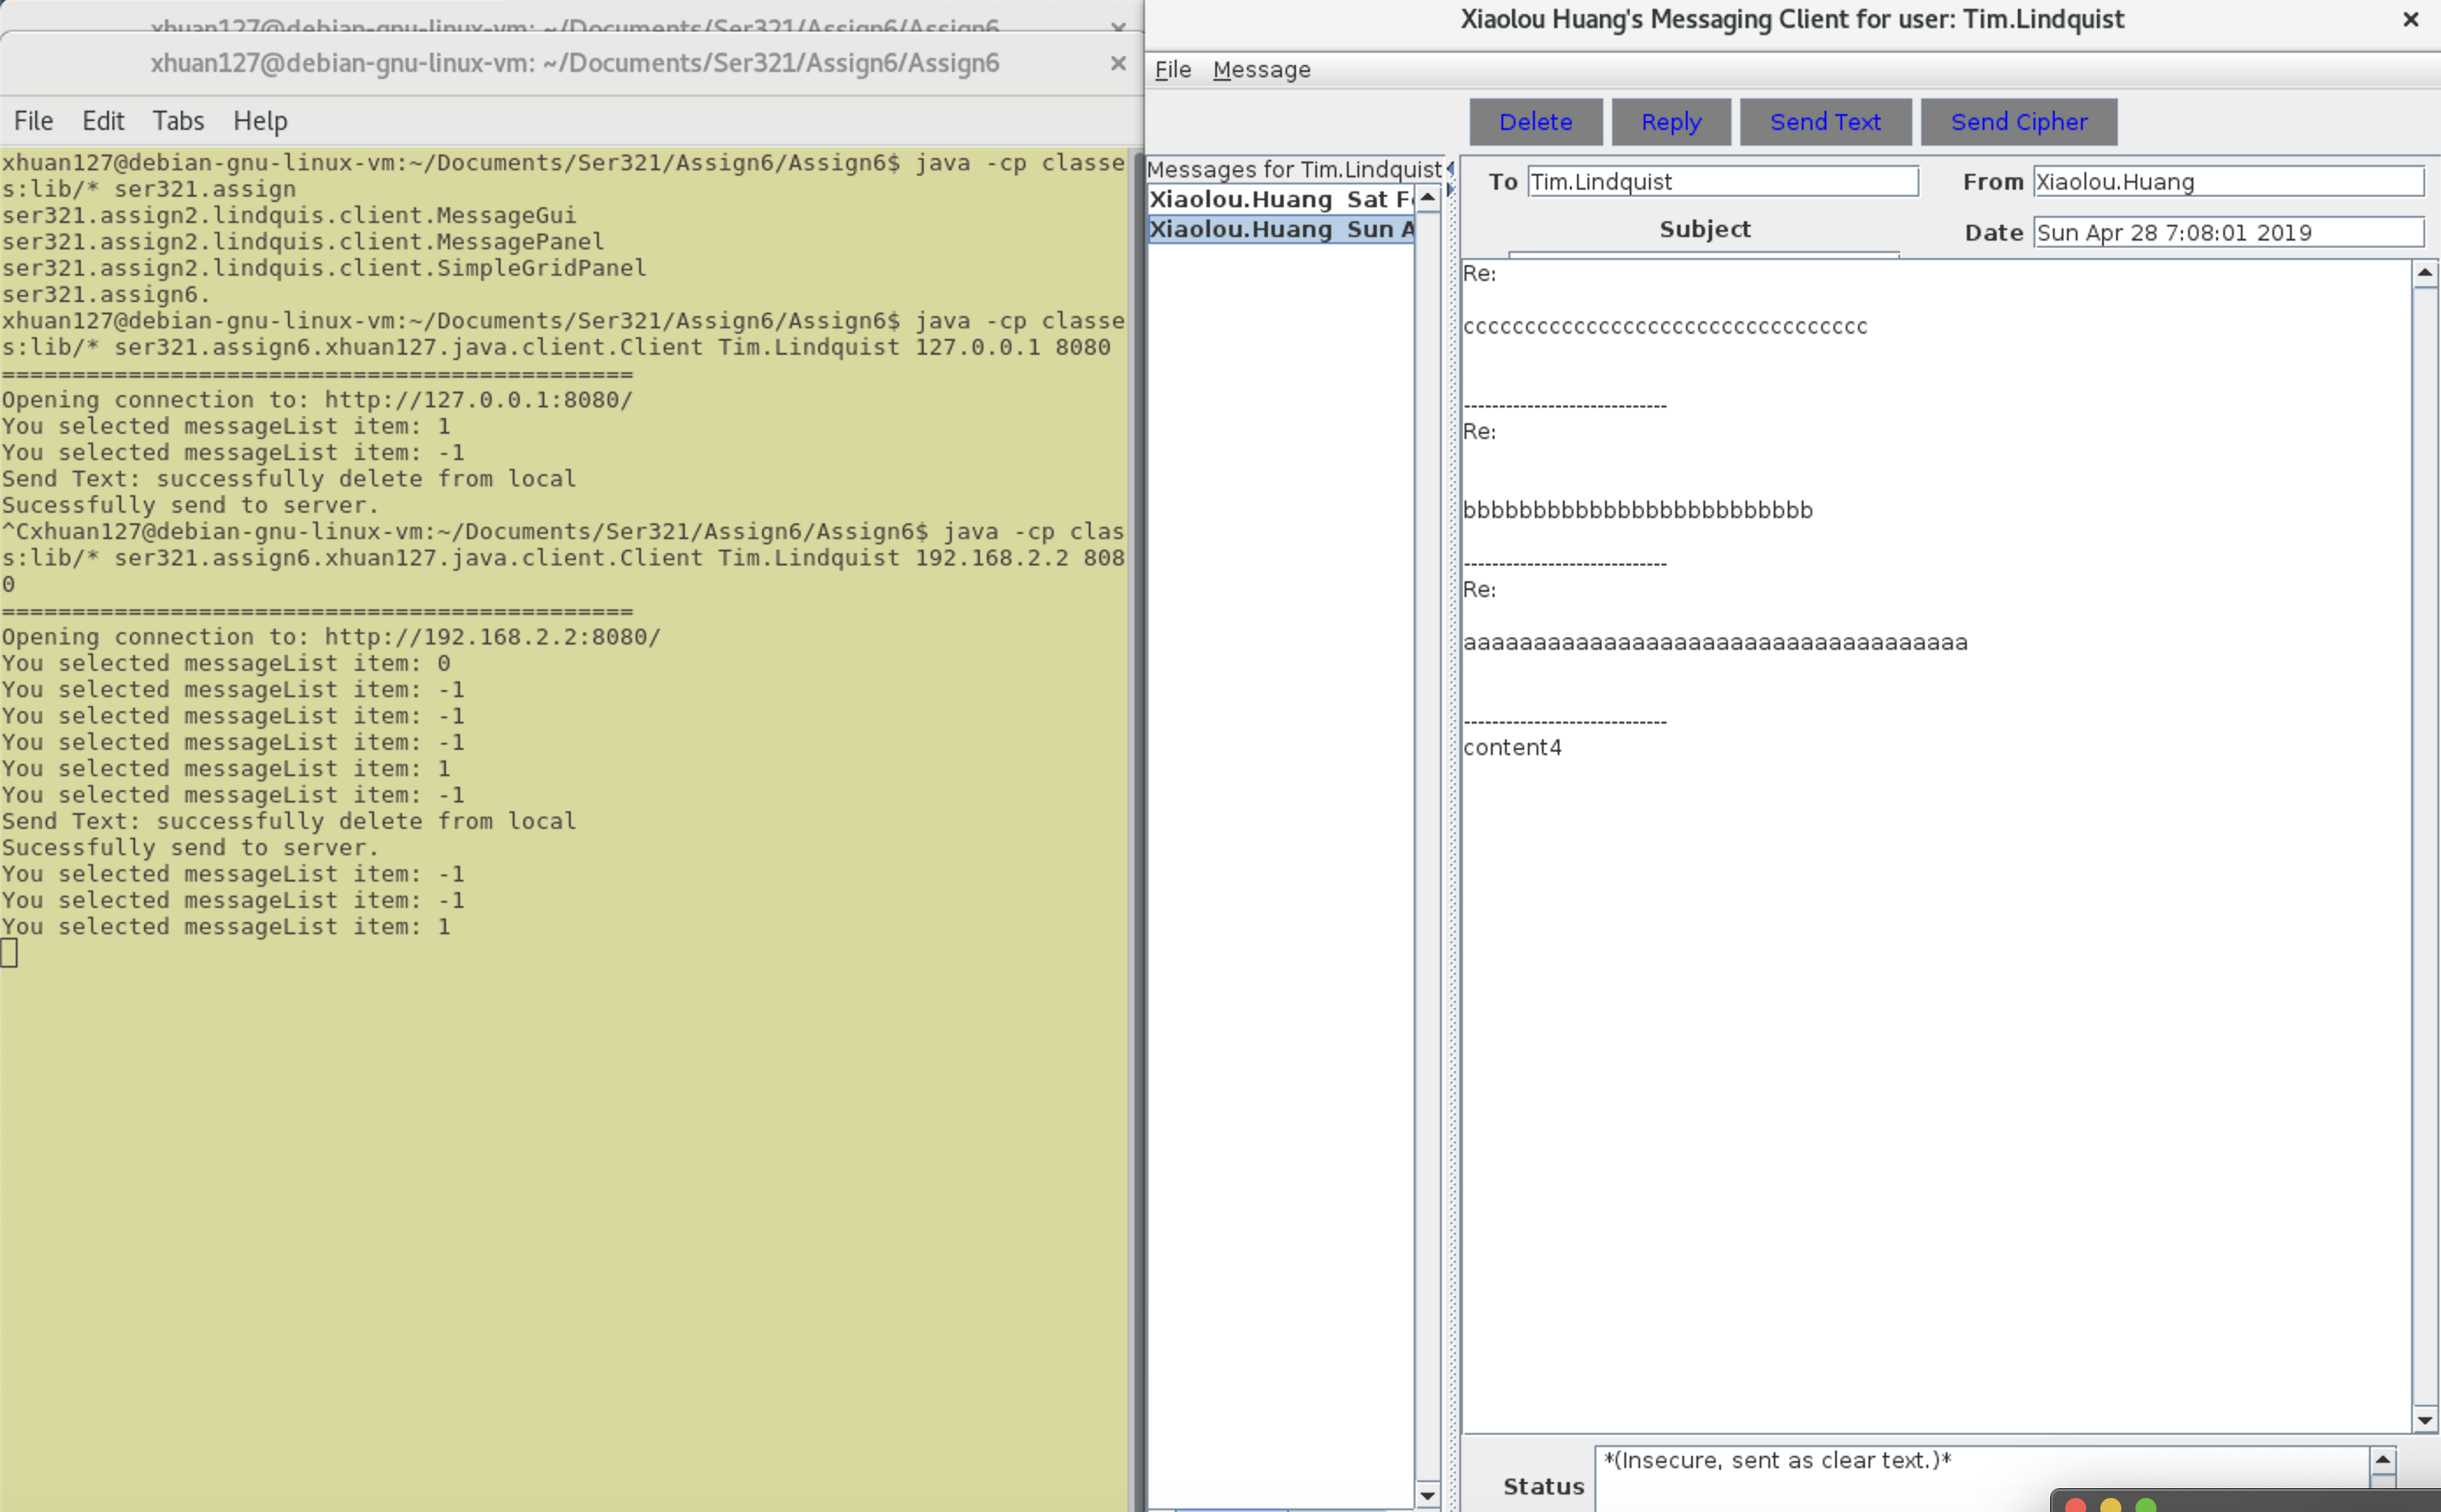 xhuan127@debian-gnu-linux-vm: ~/Documents/Ser321/Assign6/Assign6
xhuan127@debian-gnu-linux-vm: ~/Documents/Ser321/Assign6/Assign6
File Edit Tabs Help
xhuan127@debian-gnu-linux-vm:~/Documents/Ser321/Assign6/Assign6$ java -cp classe
s:lib/* ser321.assign
ser321.assign2.lindquis.client.MessageGui
ser321.assign2.lindquis.client.MessagePanel
ser321.assign2.lindquis.client.SimpleGridPanel
ser321.assign6.
xhuan127@debian-gnu-linux-vm:~/Documents/Ser321/Assign6/Assign6$ java -cp classe
s:lib/* ser321.assign6.xhuan127.java.client.Client Tim.Lindquist 127.0.0.1 8080
=============================================
Opening connection to: http://127.0.0.1:8080/
You selected messageList item: 1
You selected messageList item: -1
Send Text: successfully delete from local
Sucessfully send to server.
^Cxhuan127@debian-gnu-linux-vm:~/Documents/Ser321/Assign6/Assign6$ java -cp clas
s:lib/* ser321.assign6.xhuan127.java.client.Client Tim.Lindquist 192.168.2.2 808
0
=============================================
Opening connection to: http://192.168.2.2:8080/
You selected messageList item: 0
You selected messageList item: -1
You selected messageList item: -1
You selected messageList item: -1
You selected messageList item: 1
You selected messageList item: -1
Send Text: successfully delete from local
Sucessfully send to server.
You selected messageList item: -1
You selected messageList item: -1
You selected messageList item: 1
Xiaolou Huang's Messaging Client for user: Tim.Lindquist
File Message
Delete Reply Send Text Send Cipher
Messages for Tim.Lindquist
Xiaolou.Huang Sat F
Xiaolou.Huang Sun A
To Tim.Lindquist From Xiaolou.Huang
Subject Date Sun Apr 28 7:08:01 2019
Re:
ccccccccccccccccccccccccccccccccc
-----------------------------
Re:
bbbbbbbbbbbbbbbbbbbbbbbbb
-----------------------------
Re:
aaaaaaaaaaaaaaaaaaaaaaaaaaaaaaaaaaaa
-----------------------------
content4
Status *(Insecure, sent as clear text.)*